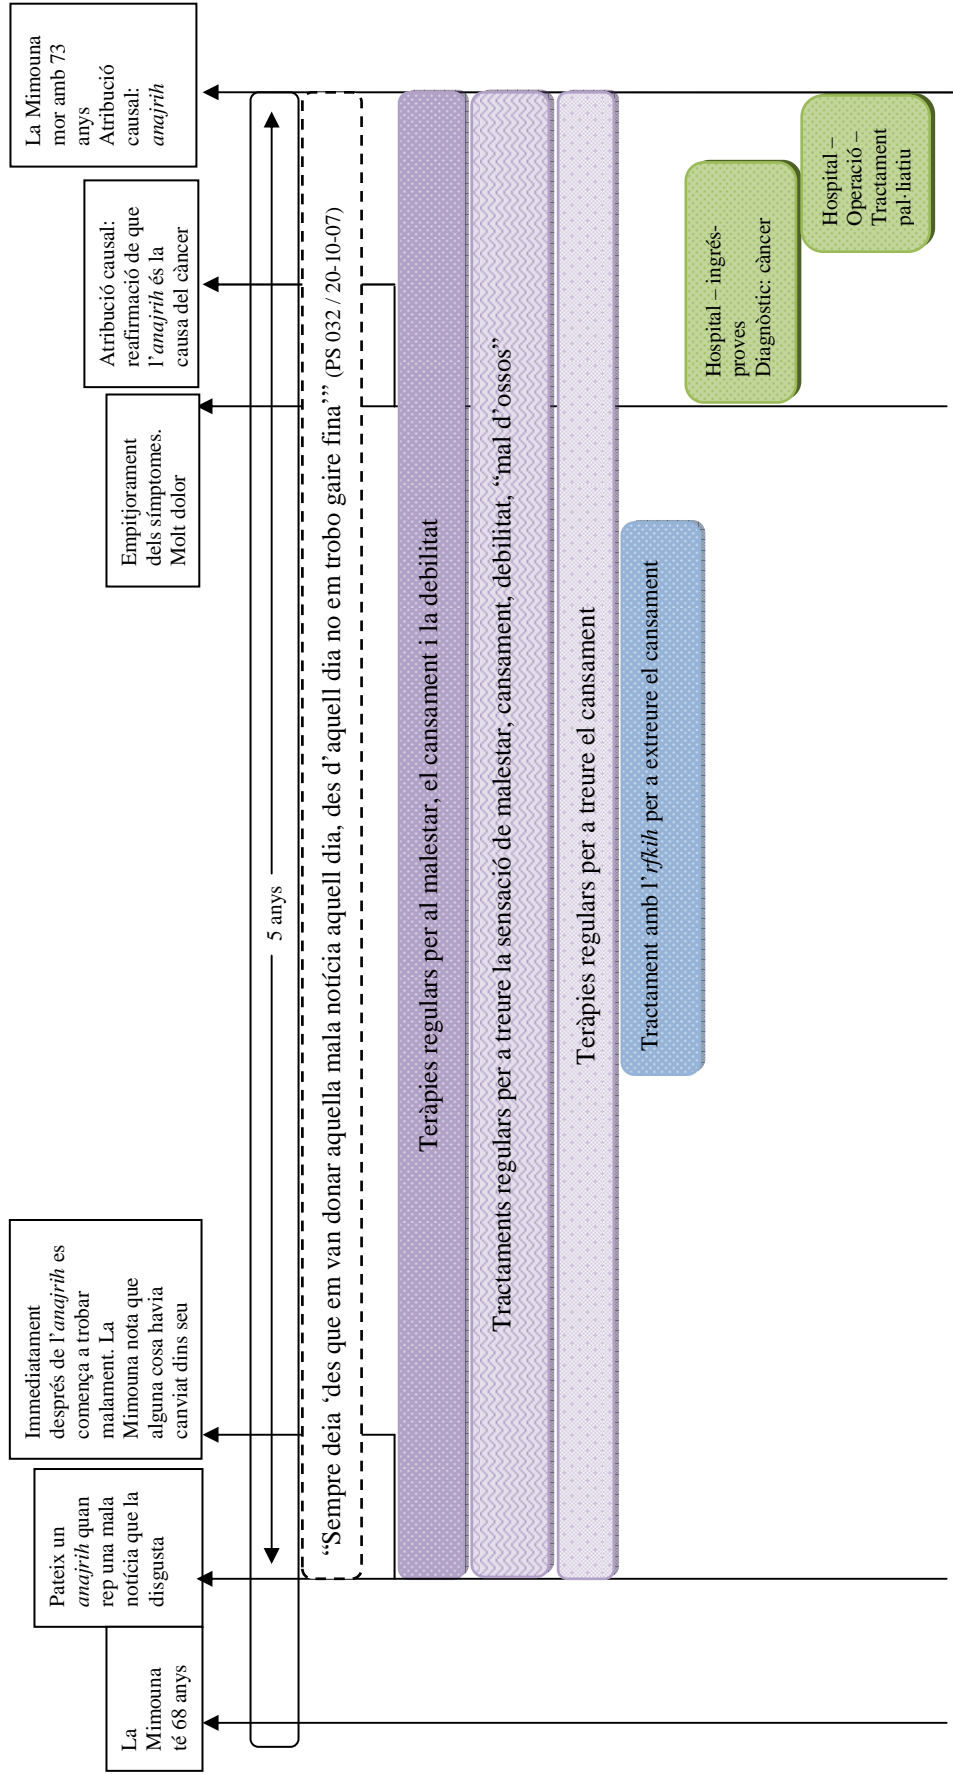 La
Mimouna
té 68 anys
Pateix un
anajrih quan
rep una mala
notícia que la
disgusta
Immediatament
després de l’anajrih es
comença a trobar
malament. La
Mimouna nota que
alguna cosa havia
canviat dins seu
Empitjorament
dels símptomes.
Molt dolor
Atribució causal:
reafirmació de que
l’anajrih és la
causa del càncer
La Mimouna
mor amb 73
anys
Atribució
causal:
anajrih
5 anys
“Sempre deia ‘des que em van donar aquella mala notícia aquell dia, des d’aquell dia no em trobo gaire fina’” (PS 032 / 20-10-07)
Teràpies regulars per al malestar, el cansament i la debilitat
Tractaments regulars per a treure la sensació de malestar, cansament, debilitat, “mal d’ossos”
Teràpies regulars per a treure el cansament
Tractament amb l’rfkih per a extreure el cansament
Hospital – ingrés-
proves
Diagnòstic: càncer
Hospital –
Operació –
Tractament
pal·liatiu